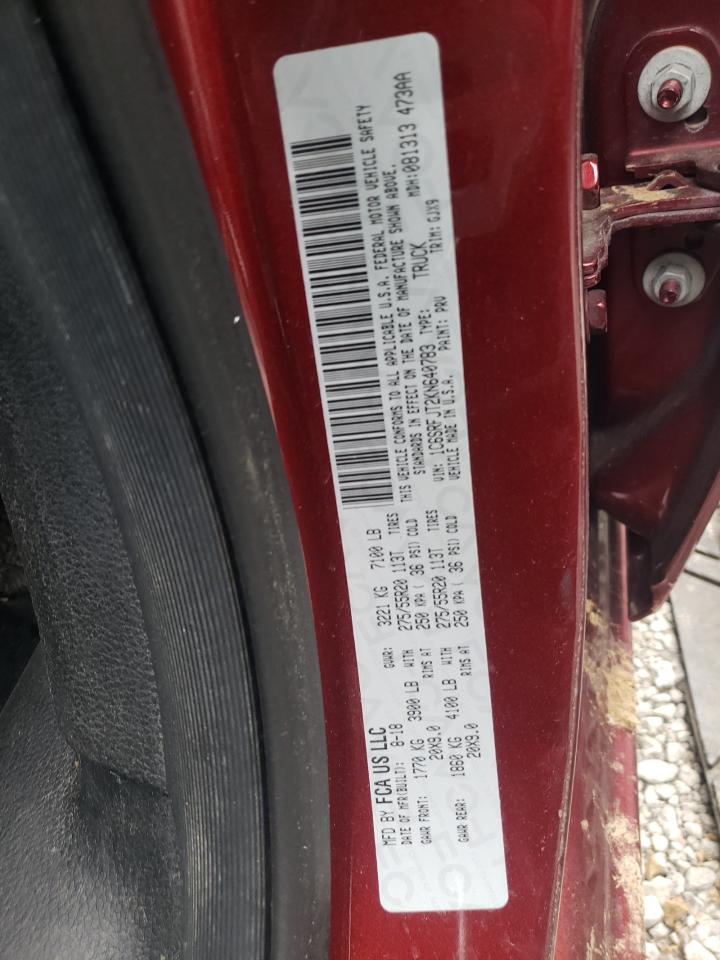 MFD BY FCA US LLC
DATE OF MFR(BUILT): 8-18 GVWR: 3221 KG 7100 LB
GAWR FRONT: 1770 KG 3900 LB WITH 275/55R20 113T TIRES
20X9.0 RIMS AT 250 KPA ( 36 PSI) COLD
GAWR REAR: 1860 KG 4100 LB WITH 275/55R20 113T TIRES
20X9.0 RIMS AT 250 KPA ( 36 PSI) COLD
THIS VEHICLE CONFORMS TO ALL APPLICABLE U.S.A. FEDERAL MOTOR VEHICLE SAFETY
STANDARDS IN EFFECT ON THE DATE OF MANUFACTURE SHOWN ABOVE.
VIN: 1C6SRFJT2KN640783 TYPE: TRUCK MDH:081313 473AA
VEHICLE MADE IN U.S.A. PAINT: PRV TRIM: GJX9